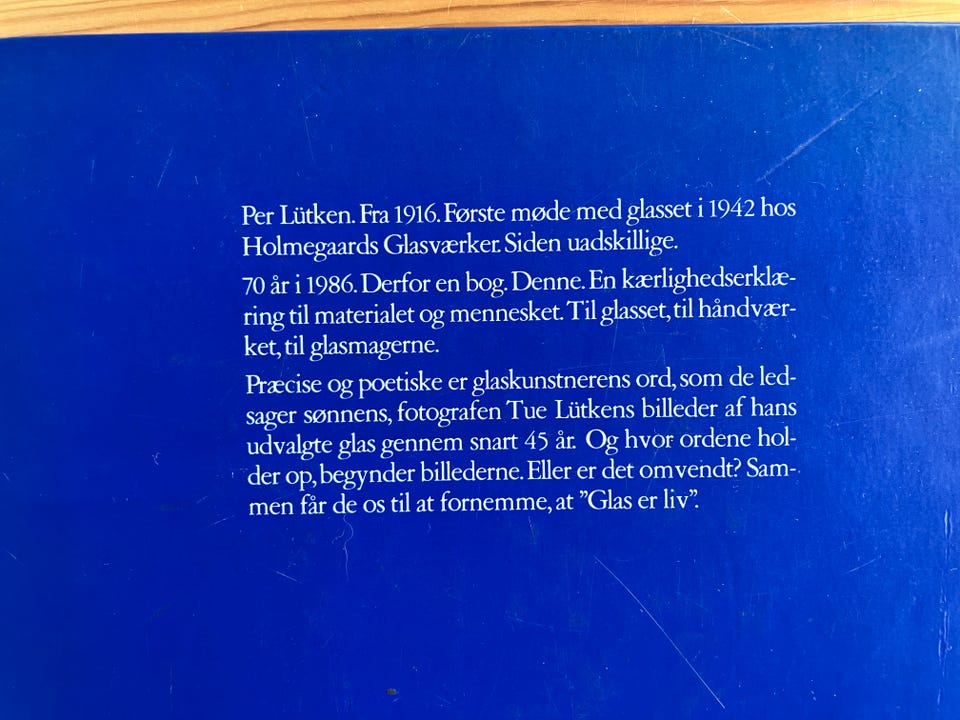 Per Lütken. Fra 1916. Første møde med glasset i 1942 hos
Holmegaards Glasværker. Siden uadskillige.
70 år i 1986. Derfor en bog. Denne. En kærlighedserklæ-
ring til materialet og mennesket. Til glasset, til håndvær-
ket, til glasmagerne.
Præcise og poetiske er glaskunstnerens ord, som de led-
sager sønnens, fotografen Tue Lütkens billeder af hans
udvalgte glas gennem snart 45 år. Og hvor ordene hol-
der op, begynder billederne. Eller er det omvendt? Sam-
men får de os til at fornemme, at ”Glas er liv”.